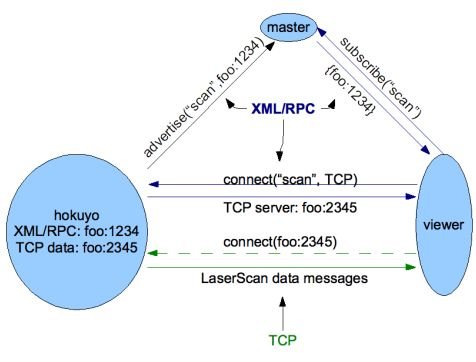 master
advertise("scan",foo:1234)
subscribe("scan")
{foo:1234}
XML/RPC
connect("scan", TCP)
TCP server: foo:2345
hokuyo
XML/RPC: foo:1234
TCP data: foo:2345
viewer
connect(foo:2345)
LaserScan data messages
TCP